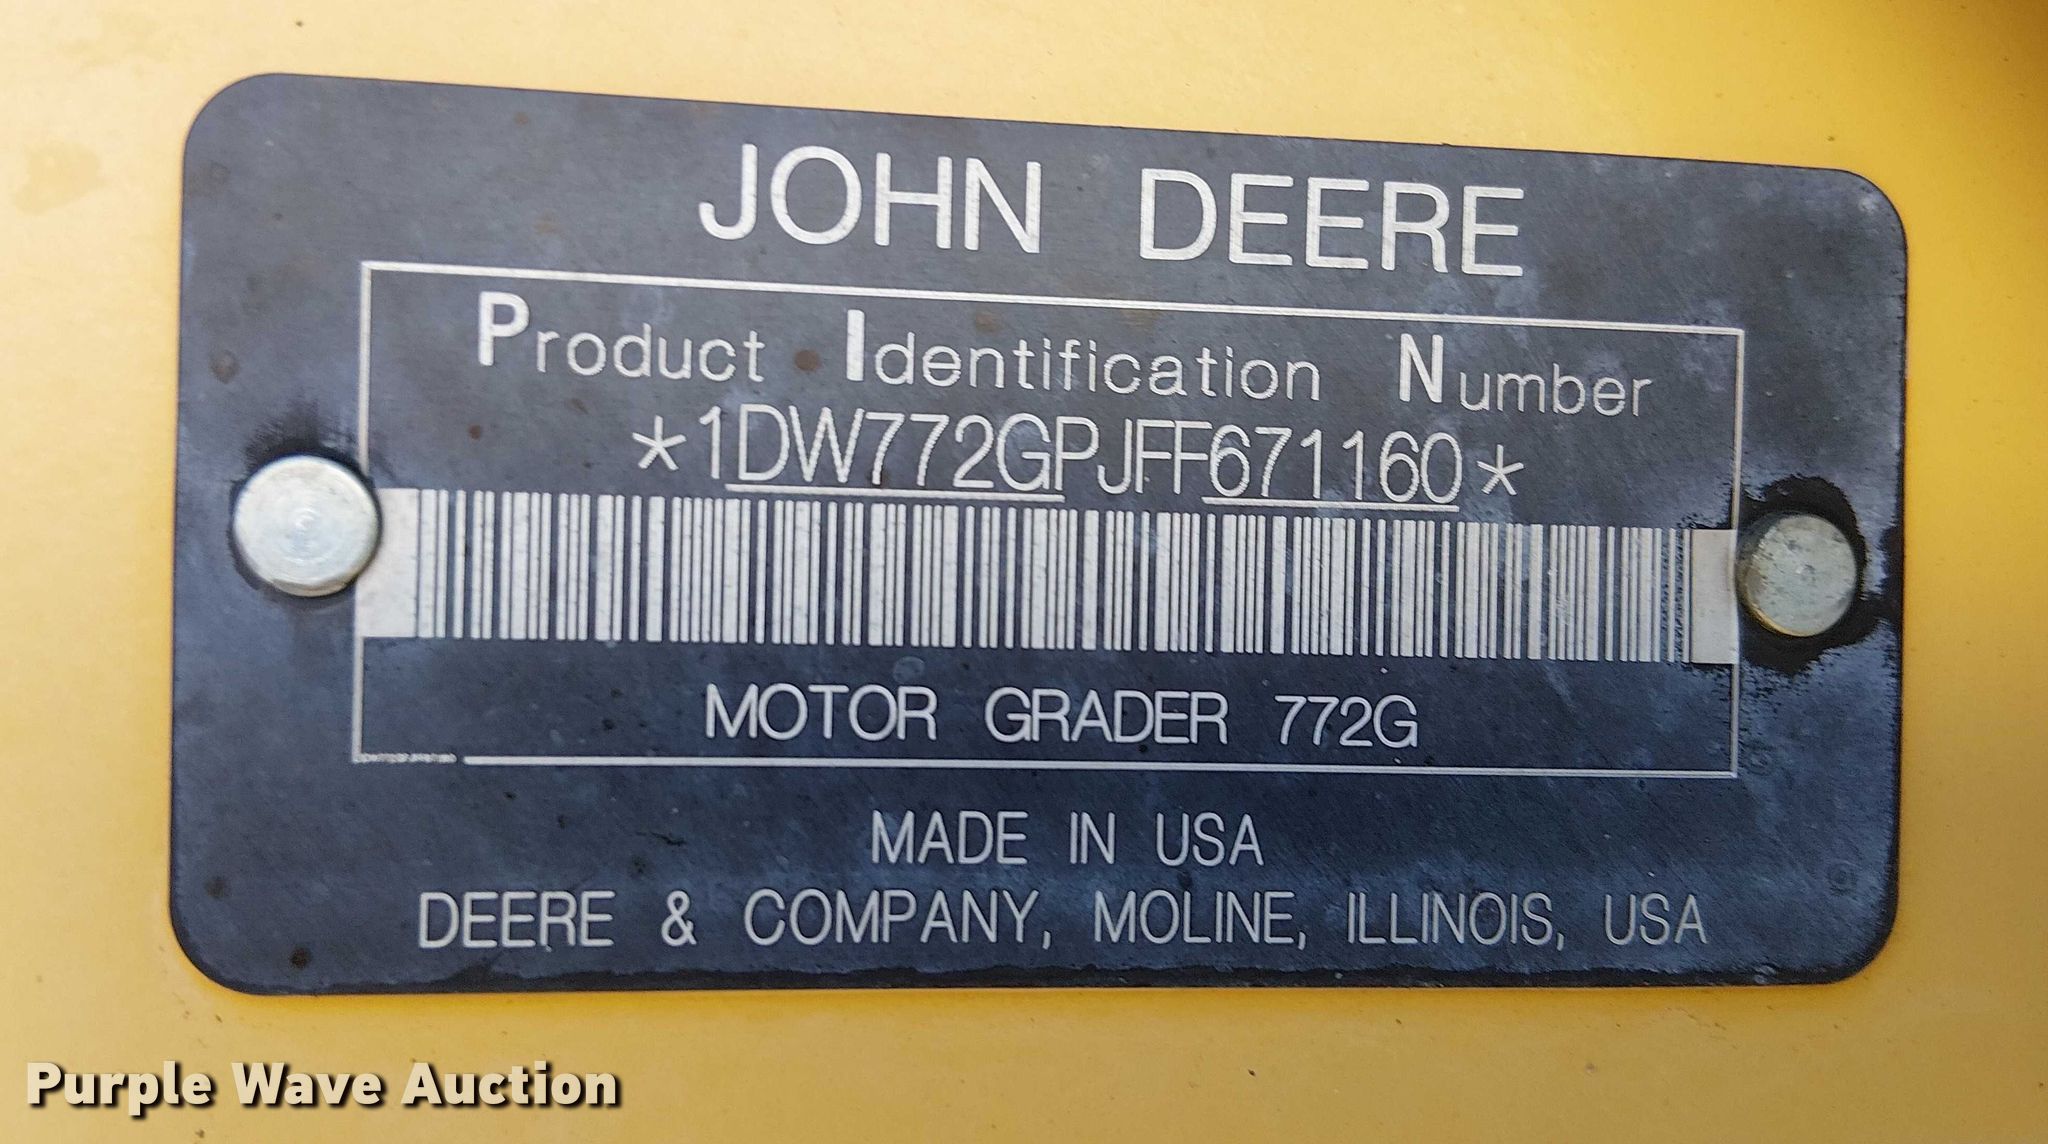 JOHN DEERE
Product Identification Number
*1DW772GPJFF671160*
MOTOR GRADER 772G
MADE IN USA
DEERE & COMPANY, MOLINE, ILLINOIS, USA
Purple Wave Auction